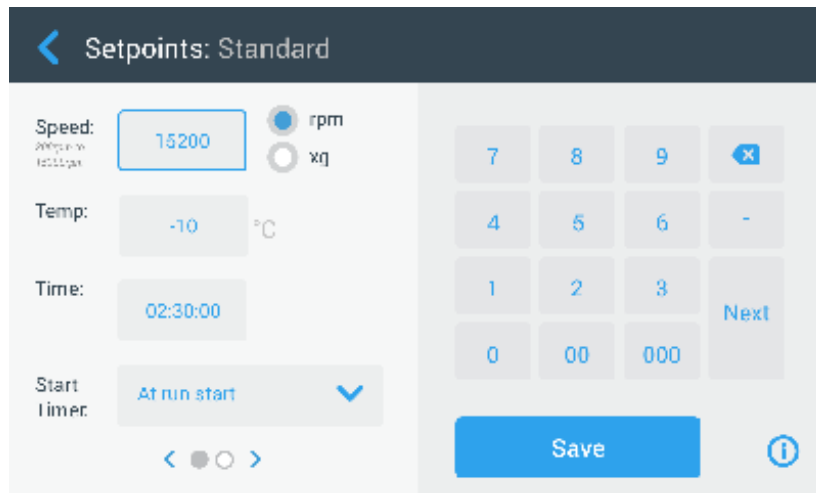 Setpoints: Standard
Speed:
15200
rpm
xg
Temp:
-10
°C
Time:
02:30:00
Start
Timer:
At run start
7 8 9
4 5 6 -
1 2 3
Next
0 00 000
Save